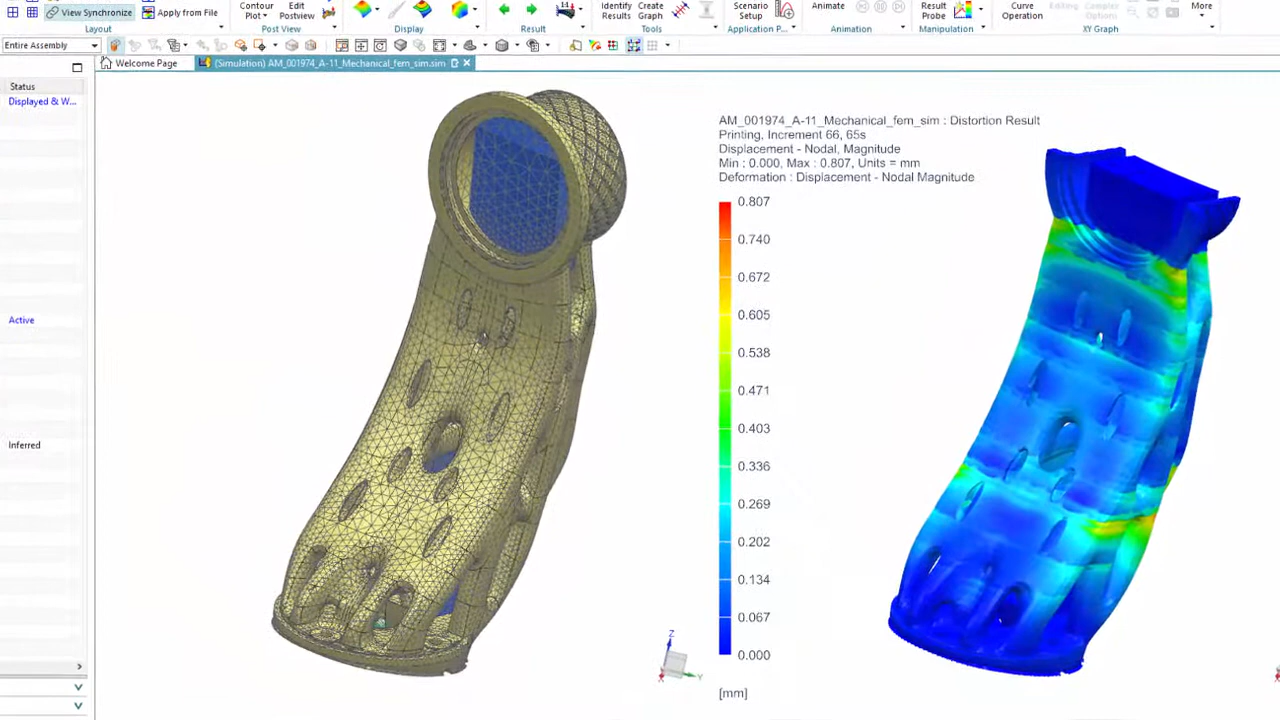 View Synchronize
Apply from File
Layout
Contour Plot
Edit Postview
Post View
Display
Result
Identify Results
Create Graph
Tools
Scenario Setup
Application P...
Animate
Animation
Result Probe
Manipulation
Curve Operation
Editing
Complex Options
XY Graph
More
Entire Assembly
Welcome Page
(Simulation) AM_001974_A-11_Mechanical_fem_sim.sim
Status
Displayed & W...
Active
Inferred
AM_001974_A-11_Mechanical_fem_sim : Distortion Result
Printing, Increment 66, 65s
Displacement - Nodal, Magnitude
Min : 0.000, Max : 0.807, Units = mm
Deformation : Displacement - Nodal Magnitude
0.807
0.740
0.672
0.605
0.538
0.471
0.403
0.336
0.269
0.202
0.134
0.067
0.000
[mm]
Z
X
Y